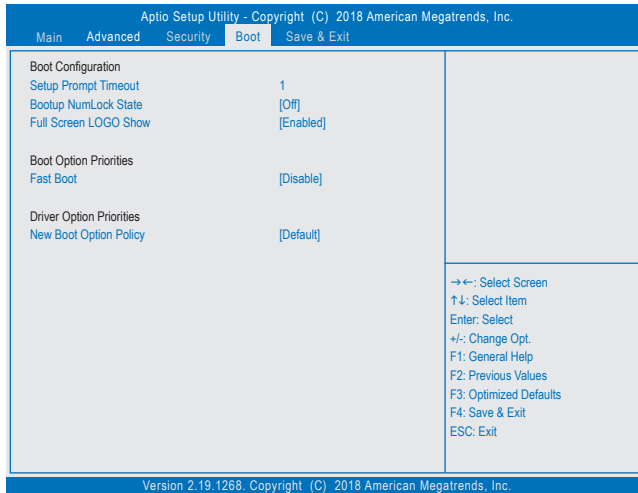 Aptio Setup Utility - Copyright (C) 2018 American Megatrends, Inc.
Main Advanced Security Boot Save & Exit
Boot Configuration
Setup Prompt Timeout 1
Bootup NumLock State [Off]
Full Screen LOGO Show [Enabled]
Boot Option Priorities
Fast Boot [Disable]
Driver Option Priorities
New Boot Option Policy [Default]
→←: Select Screen
↑↓: Select Item
Enter: Select
+/-: Change Opt.
F1: General Help
F2: Previous Values
F3: Optimized Defaults
F4: Save & Exit
ESC: Exit
Version 2.19.1268. Copyright (C) 2018 American Megatrends, Inc.